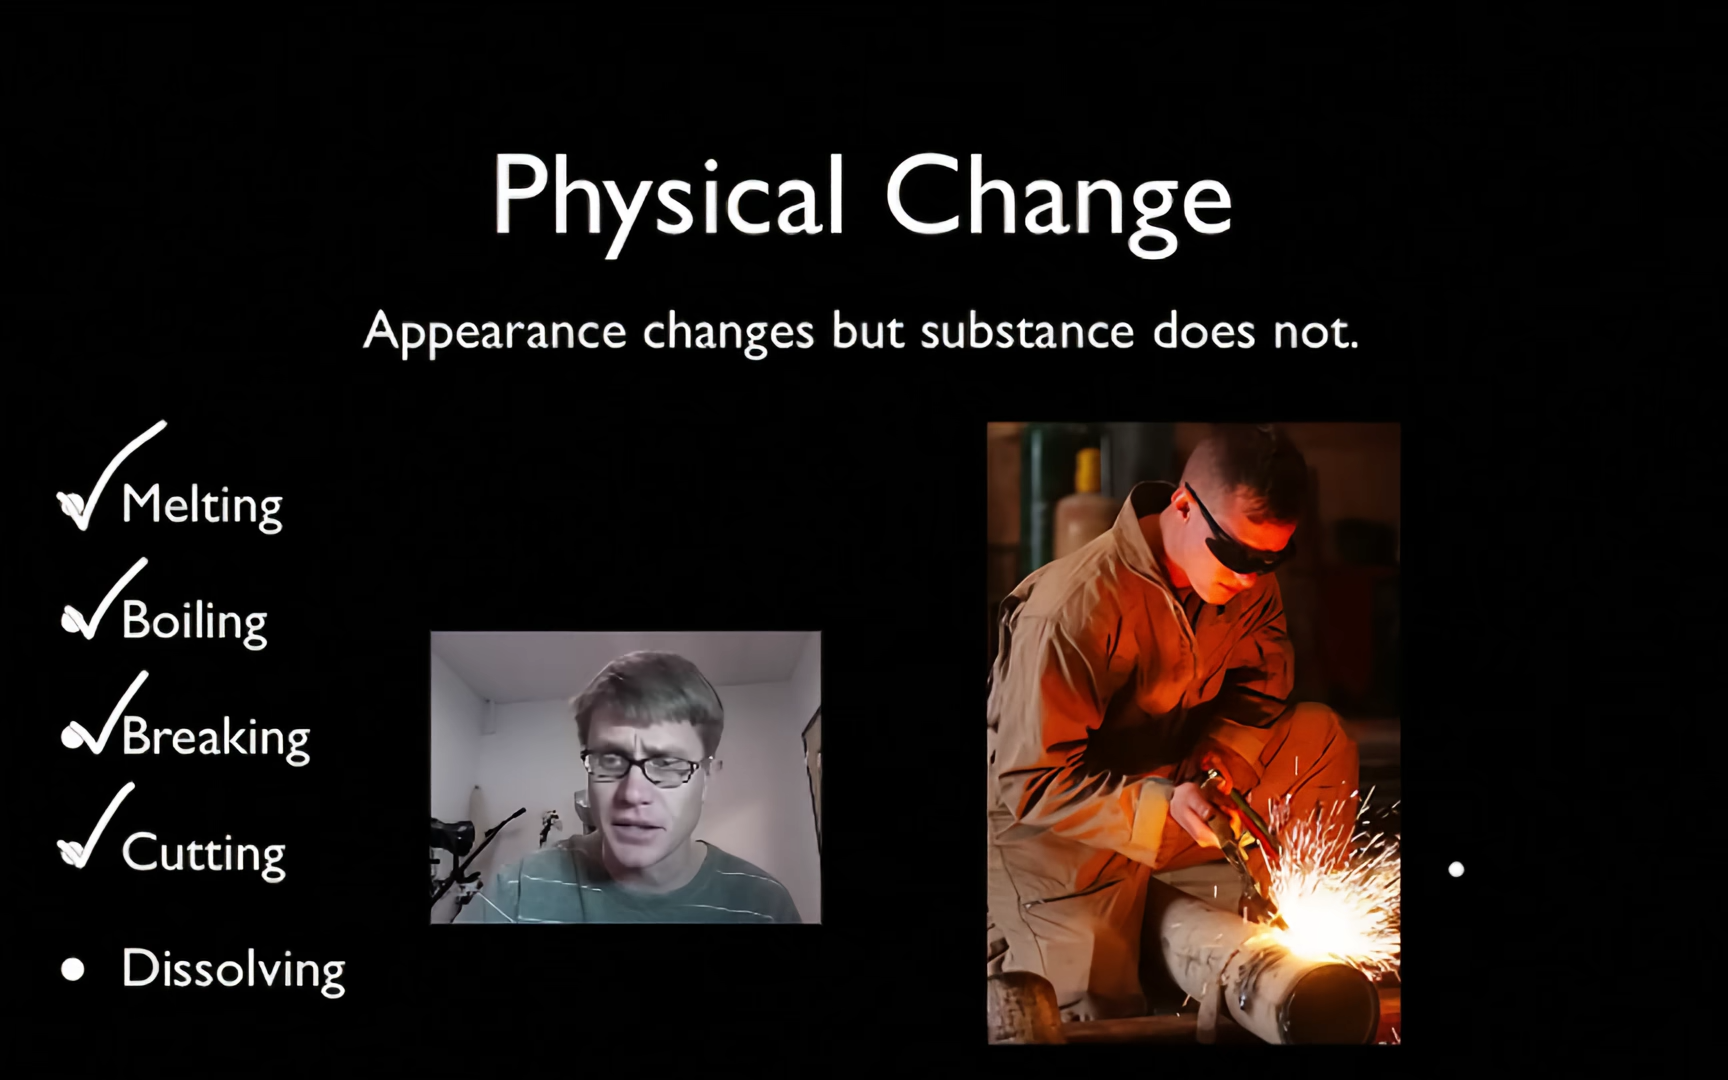 Physical Change
Appearance changes but substance does not.
Melting
Boiling
Breaking
Cutting
Dissolving